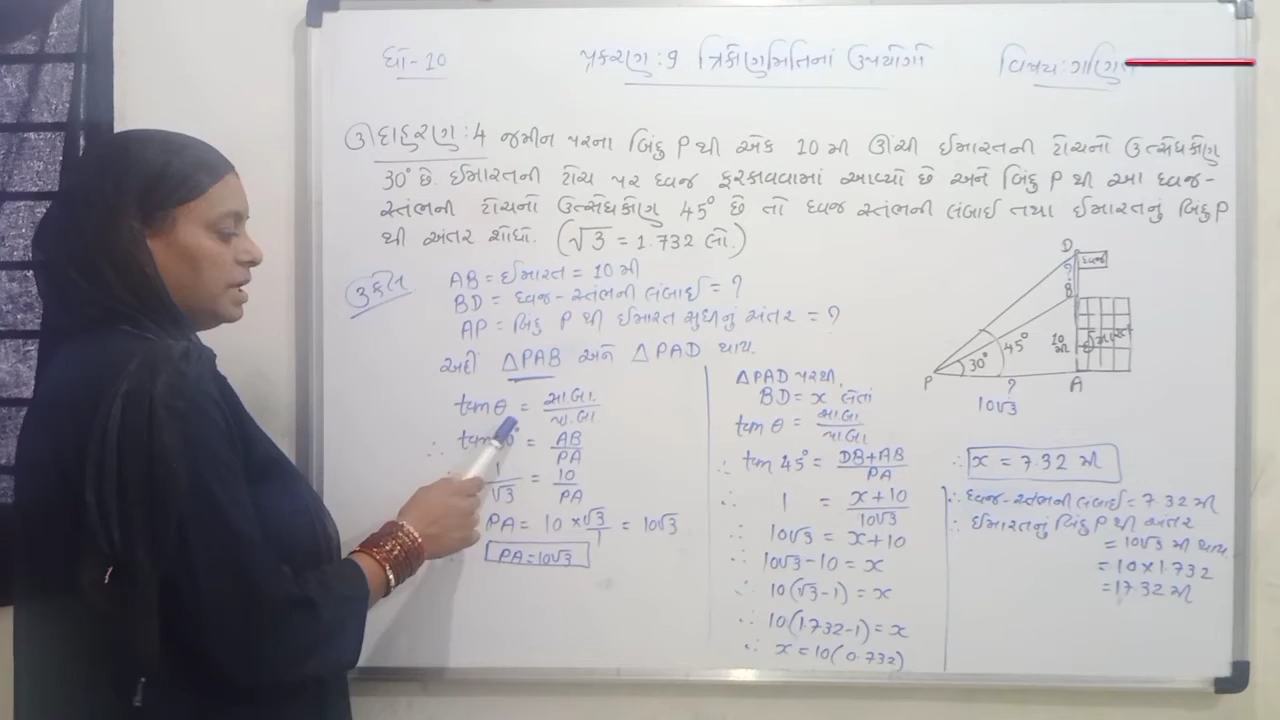 ધો-10 પ્રકરણ:9 ત્રિકોણમિતિનાં ઉપયોગો વિષય:ગણિત
ઉદાહરણ:4 જમીન પરના બિંદુ P થી એક 10 મી ઊંચી ઈમારતની ટોચનો ઉત્સેધકોણ
30° છે. ઈમારતની ટોચ પર ધ્વજ ફરકાવવામાં આવ્યો છે અને બિંદુ P થી આ ધ્વજ-
સ્તંભની ટોચનો ઉત્સેધકોણ 45° છે તો ધ્વજ સ્તંભની લંબાઈ તથા ઈમારતનું બિંદુ P
થી અંતર શોધો. (√3 = 1.732 લો.)
ઉકેલ
AB = ઈમારત = 10 મી
BD = ધ્વજ-સ્તંભની લંબાઈ = ?
AP = બિંદુ P થી ઈમારત સુધીનું અંતર = ?
અહીં △PAB અને △PAD થાય.
tanθ = સા.બા. / પા.બા
∴ tan 0° = AB / PA
1 / √3 = 10 / PA
PA = 10 × √3 / 1 = 10√3
PA = 10√3
△PAD પરથી,
BD = x લેતાં
tanθ = સા.બા / પા.બા
∴ tan 45° = DB+AB / PA
∴ 1 = x+10 / 10√3
∴ 10√3 = x+10
∴ 10√3-10 = x
∴ 10(√3-1) = x
∴ 10(1.732-1) = x
∴ x = 10(0.732)
D
?
ધ્વજ
B
10 મી
ઈમારત
30°
45°
P
?
A
10√3
∴ x = 7.32 મી
∴ ધ્વજ-સ્તંભની લંબાઈ = 7.32 મી
∴ ઈમારતનું બિંદુ P થી અંતર
= 10√3 મી થાય.
= 10×1.732
= 17.32 મી